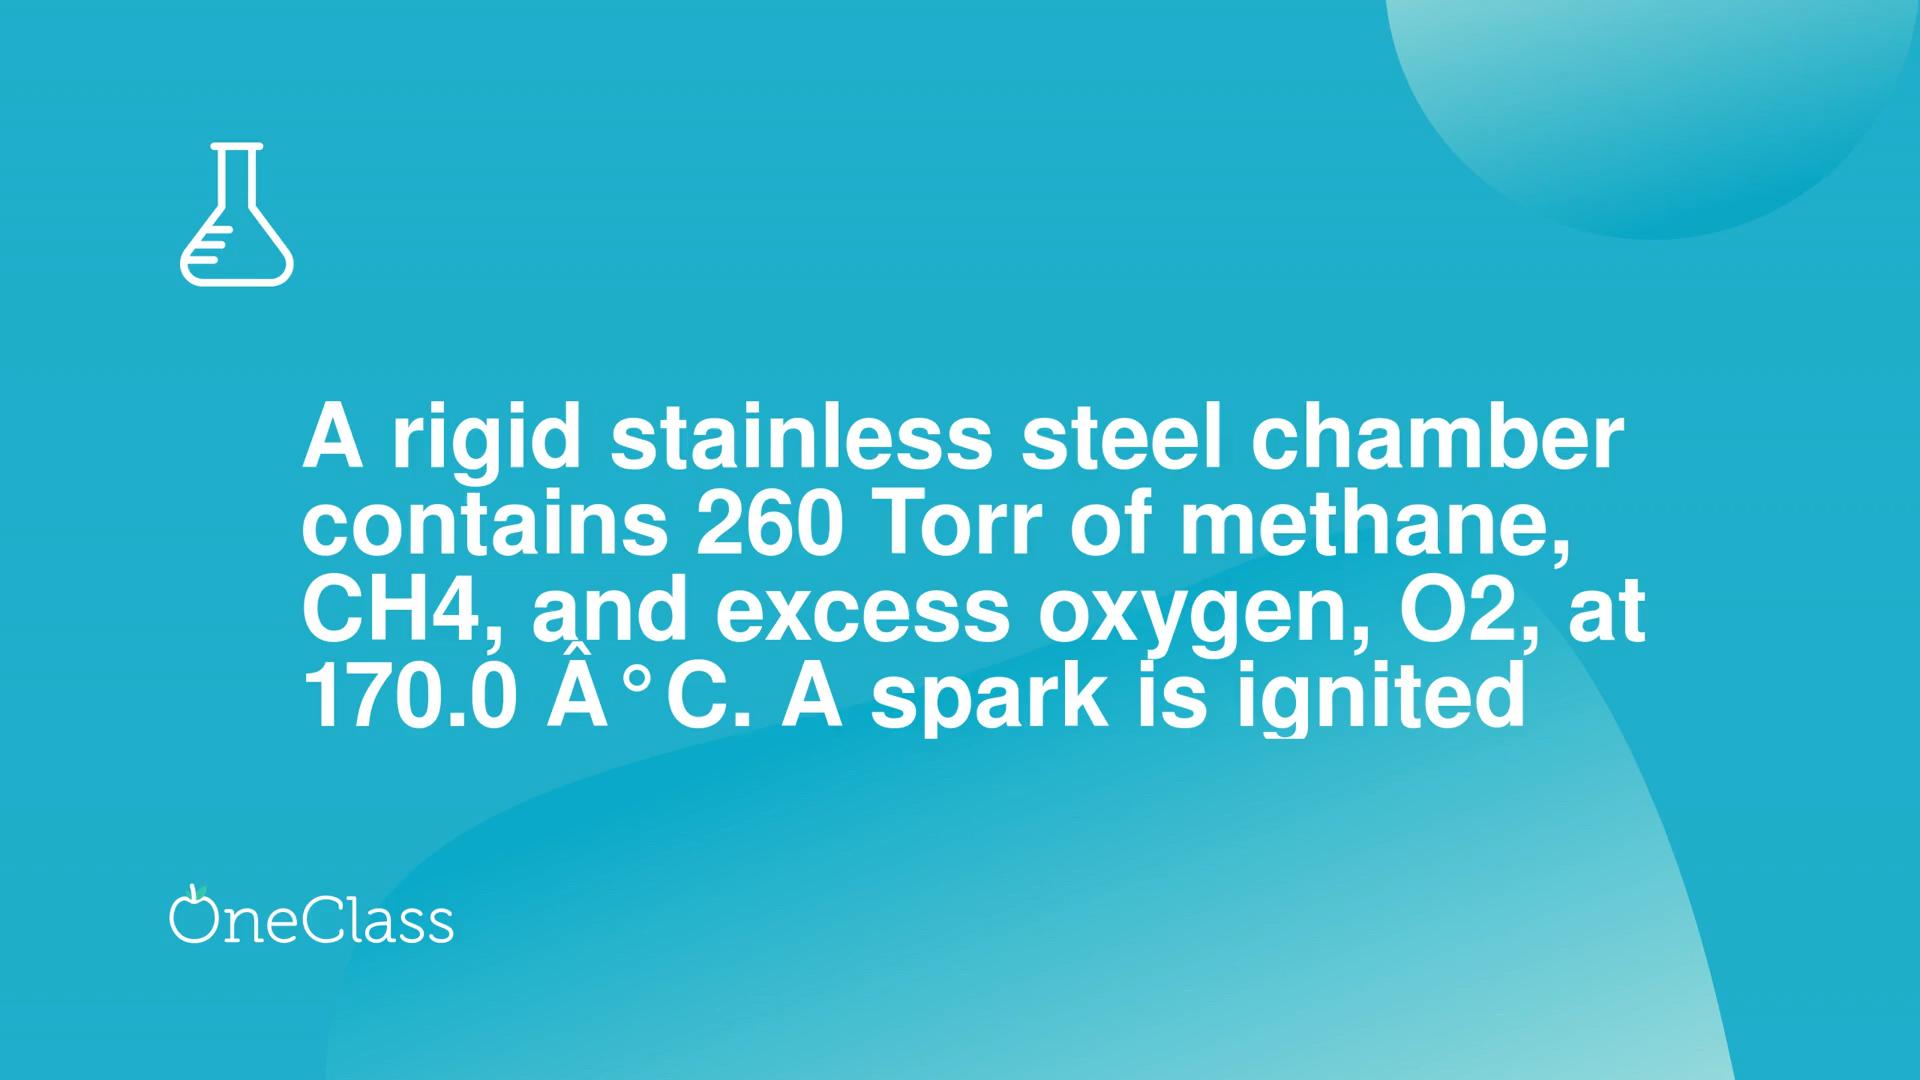 A rigid stainless steel chamber
contains 260 Torr of methane,
CH4, and excess oxygen, O2, at
170.0 Â°C. A spark is ignited
OneClass